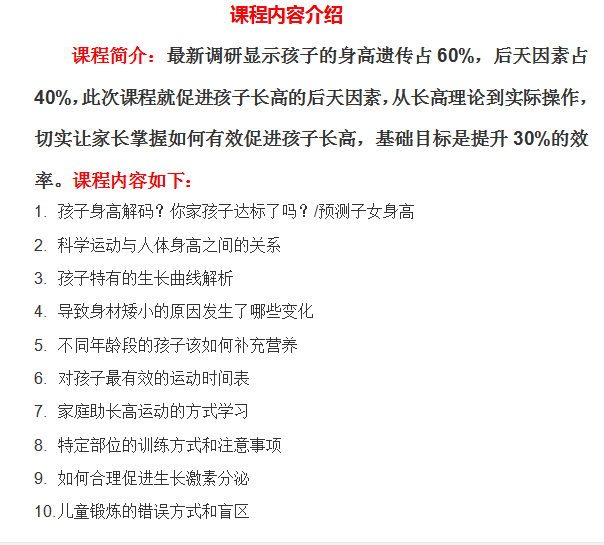 课程内容介绍
课程简介：最新调研显示孩子的身高遗传占 60%，后天因素占
40%，此次课程就促进孩子长高的后天因素，从长高理论到实际操作，
切实让家长掌握如何有效促进孩子长高，基础目标是提升 30%的效
率。课程内容如下：
1. 孩子身高解码？你家孩子达标了吗？/预测子女身高
2. 科学运动与人体身高之间的关系
3. 孩子特有的生长曲线解析
4. 导致身材矮小的原因发生了哪些变化
5. 不同年龄段的孩子该如何补充营养
6. 对孩子最有效的运动时间表
7. 家庭助长高运动的方式学习
8. 特定部位的训练方式和注意事项
9. 如何合理促进生长激素分泌
10.儿童锻炼的错误方式和盲区